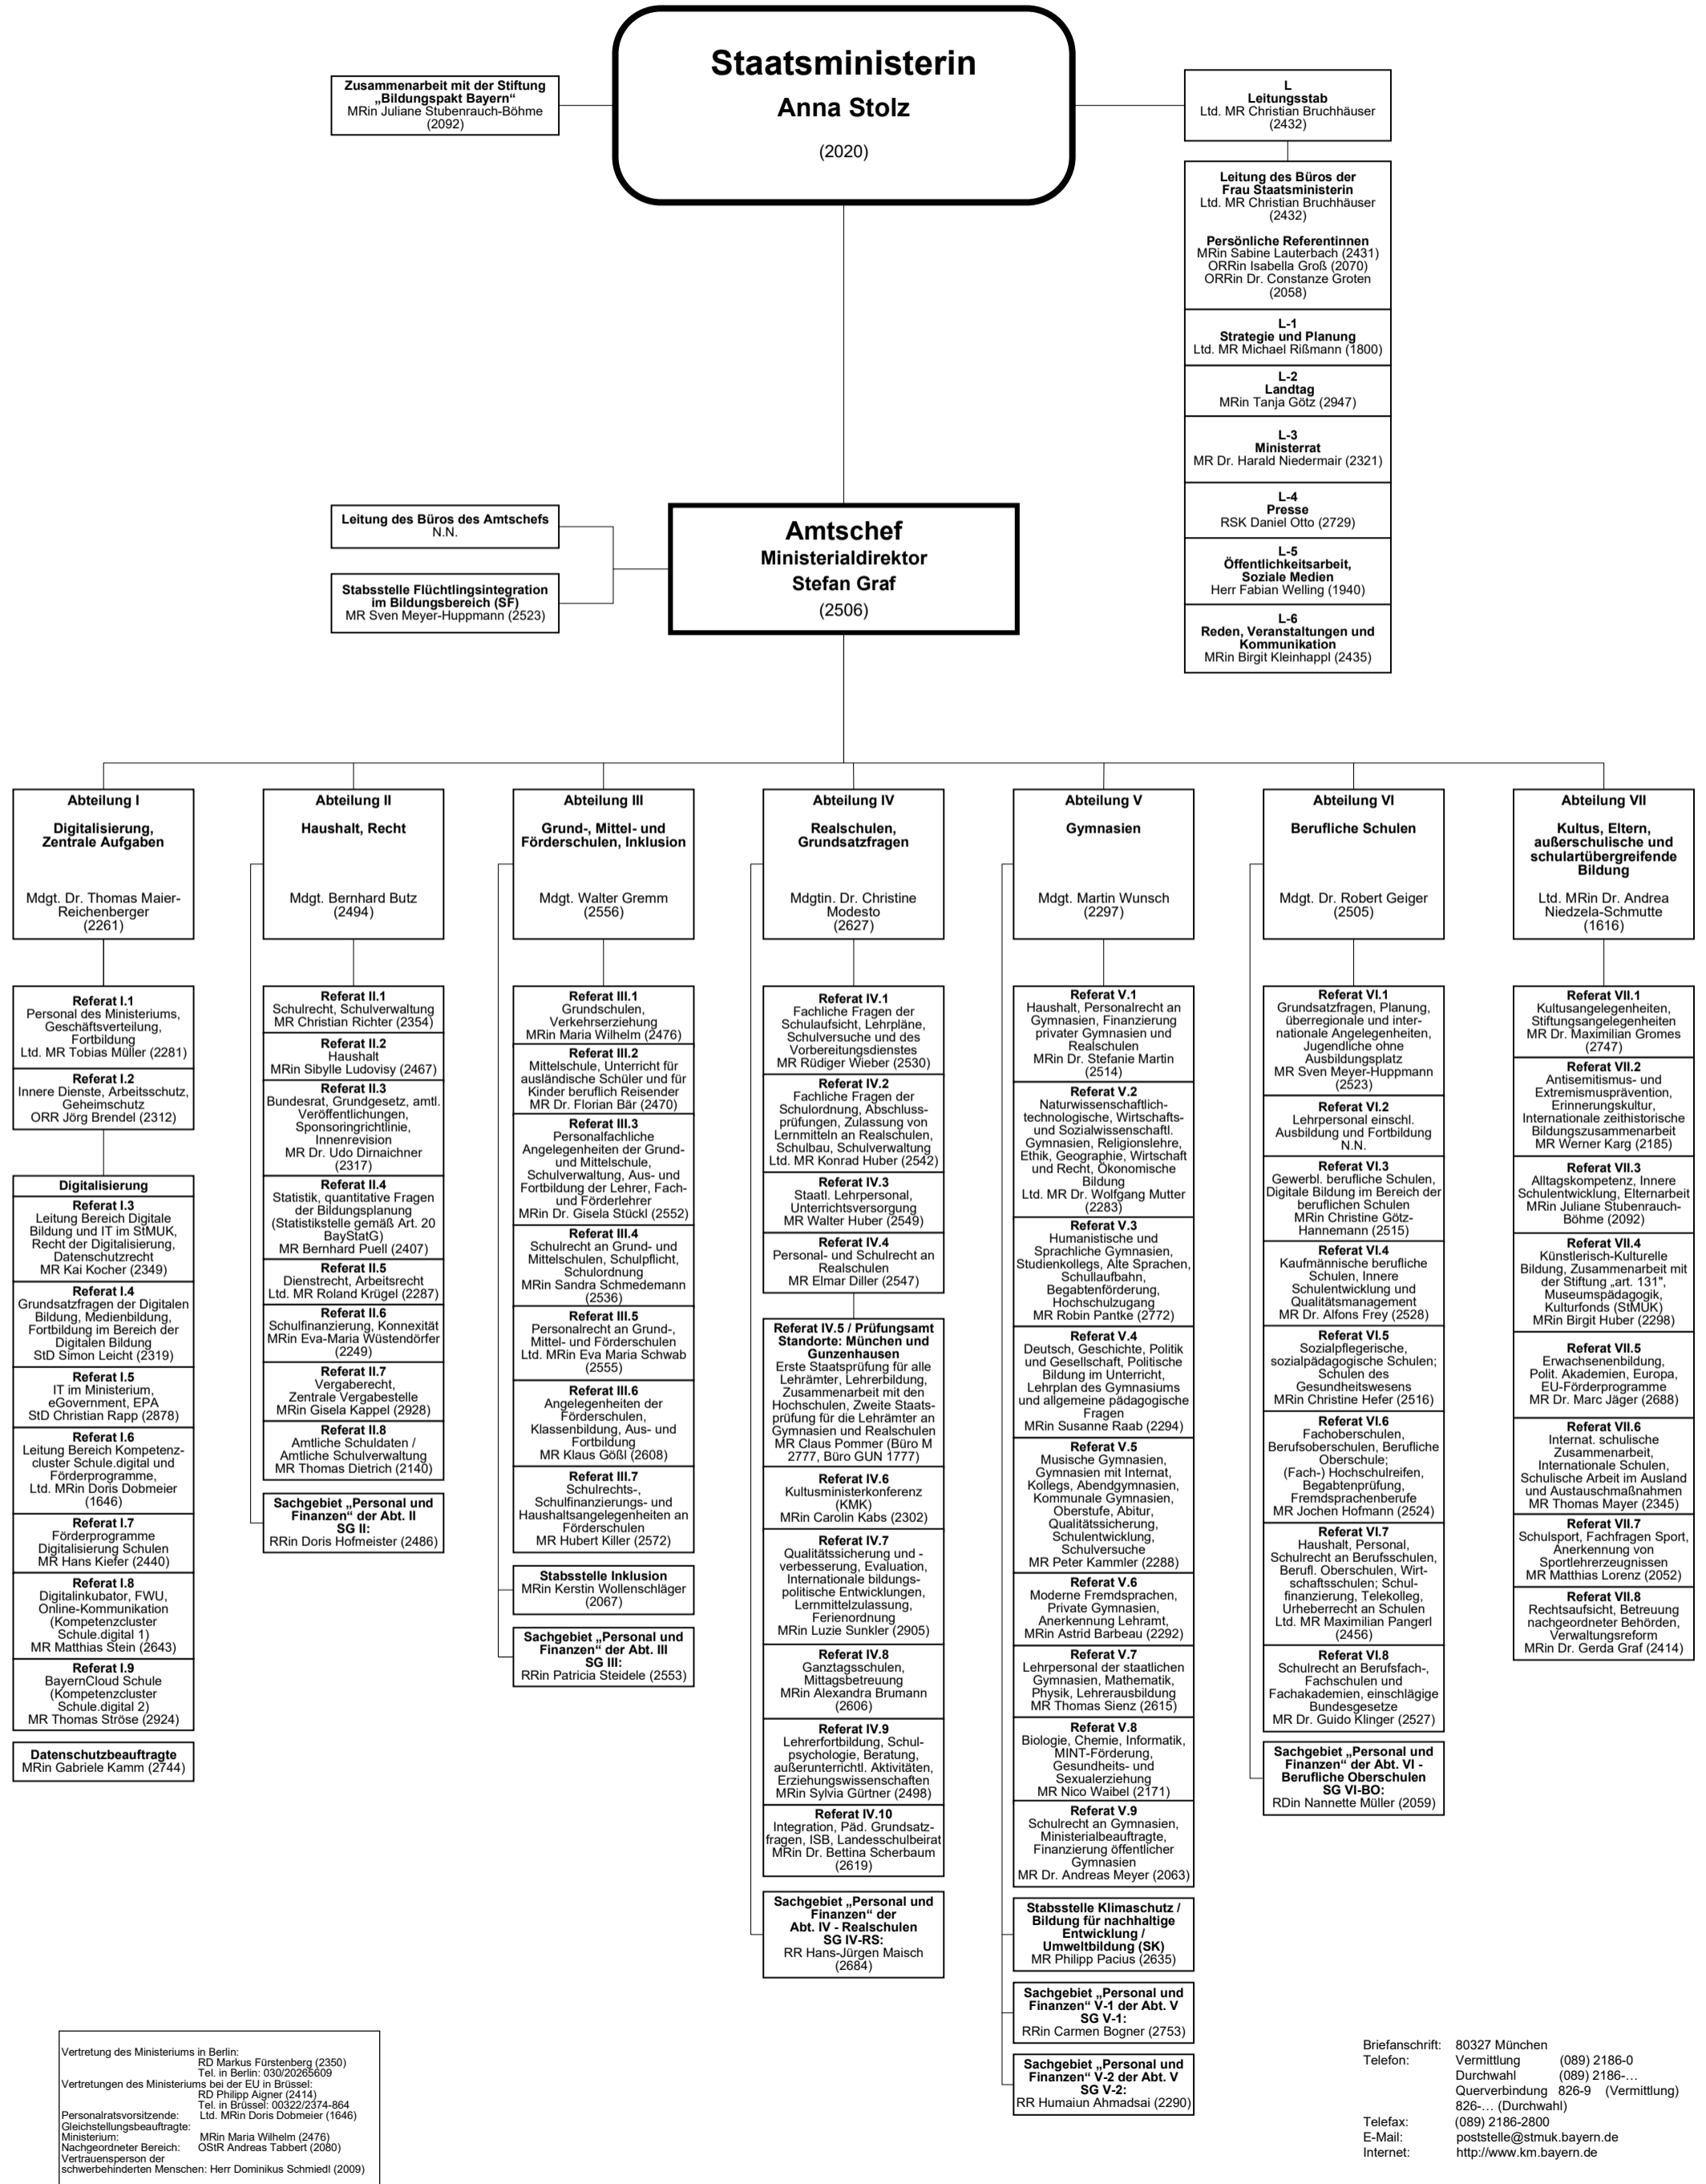 Staatsministerin
Anna Stolz
(2020)
Zusammenarbeit mit der Stiftung
„Bildungspakt Bayern“
MRin Juliane Stubenrauch-Böhme
(2092)
L
Leitungsstab
Ltd. MR Christian Bruchhäuser
(2432)
Leitung des Büros der
Frau Staatsministerin
Ltd. MR Christian Bruchhäuser
(2432)
Persönliche Referentinnen
MRin Sabine Lauterbach (2431)
ORRin Isabella Groß (2070)
ORRin Dr. Constanze Groten
(2058)
L-1
Strategie und Planung
Ltd. MR Michael Rißmann (1800)
L-2
Landtag
MRin Tanja Götz (2947)
L-3
Ministerrat
MR Dr. Harald Niedermair (2321)
L-4
Presse
RSK Daniel Otto (2729)
L-5
Öffentlichkeitsarbeit,
Soziale Medien
Herr Fabian Welling (1940)
L-6
Reden, Veranstaltungen und
Kommunikation
MRin Birgit Kleinhappl (2435)
Leitung des Büros des Amtschefs
N.N.
Stabsstelle Flüchtlingsintegration
im Bildungsbereich (SF)
MR Sven Meyer-Huppmann (2523)
Amtschef
Ministerialdirektor
Stefan Graf
(2506)
Abteilung I
Digitalisierung,
Zentrale Aufgaben
Mdgt. Dr. Thomas Maier-
Reichenberger
(2261)
Referat I.1
Personal des Ministeriums,
Geschäftsverteilung,
Fortbildung
Ltd. MR Tobias Müller (2281)
Referat I.2
Innere Dienste, Arbeitsschutz,
Geheimschutz
ORR Jörg Brendel (2312)
Digitalisierung
Referat I.3
Leitung Bereich Digitale
Bildung und IT im StMUK,
Recht der Digitalisierung,
Datenschutzrecht
MR Kai Kocher (2349)
Referat I.4
Grundsatzfragen der Digitalen
Bildung, Medienbildung,
Fortbildung im Bereich der
Digitalen Bildung
StD Simon Leicht (2319)
Referat I.5
IT im Ministerium,
eGovernment, EPA
StD Christian Rapp (2878)
Referat I.6
Leitung Bereich Kompetenz-
cluster Schule.digital und
Förderprogramme,
Ltd. MRin Doris Dobmeier
(1646)
Referat I.7
Förderprogramme
Digitalisierung Schulen
MR Hans Kiefer (2440)
Referat I.8
Digitalinkubator, FWU,
Online-Kommunikation
(Kompetenzcluster
Schule.digital 1)
MR Matthias Stein (2643)
Referat I.9
BayernCloud Schule
(Kompetenzcluster
Schule.digital 2)
MR Thomas Ströse (2924)
Datenschutzbeauftragte
MRin Gabriele Kamm (2744)
Abteilung II
Haushalt, Recht
Mdgt. Bernhard Butz
(2494)
Referat II.1
Schulrecht, Schulverwaltung
MR Christian Richter (2354)
Referat II.2
Haushalt
MRin Sibylle Ludovisy (2467)
Referat II.3
Bundesrat, Grundgesetz, amtl.
Veröffentlichungen,
Sponsoringrichtlinie,
Innenrevision
MR Dr. Udo Dirnaichner
(2317)
Referat II.4
Statistik, quantitative Fragen
der Bildungsplanung
(Statistikstelle gemäß Art. 20
BayStatG)
MR Bernhard Puell (2407)
Referat II.5
Dienstrecht, Arbeitsrecht
Ltd. MR Roland Krügel (2287)
Referat II.6
Schulfinanzierung, Konnexität
MRin Eva-Maria Wüstendörfer
(2249)
Referat II.7
Vergaberecht,
Zentrale Vergabestelle
MRin Gisela Kappel (2928)
Referat II.8
Amtliche Schuldaten /
Amtliche Schulverwaltung
MR Thomas Dietrich (2140)
Sachgebiet „Personal und
Finanzen“ der Abt. II
SG II:
RRin Doris Hofmeister (2486)
Abteilung III
Grund-, Mittel- und
Förderschulen, Inklusion
Mdgt. Walter Gremm
(2556)
Referat III.1
Grundschulen,
Verkehrserziehung
MRin Maria Wilhelm (2476)
Referat III.2
Mittelschule, Unterricht für
ausländische Schüler und für
Kinder beruflich Reisender
MR Dr. Florian Bär (2470)
Referat III.3
Personalfachliche
Angelegenheiten der Grund-
und Mittelschule,
Schulverwaltung, Aus- und
Fortbildung der Lehrer, Fach-
und Förderlehrer
MRin Dr. Gisela Stückl (2552)
Referat III.4
Schulrecht an Grund- und
Mittelschulen, Schulpflicht,
Schulordnung
MRin Sandra Schmedemann
(2536)
Referat III.5
Personalrecht an Grund-,
Mittel- und Förderschulen
Ltd. MRin Eva Maria Schwab
(2555)
Referat III.6
Angelegenheiten der
Förderschulen,
Klassenbildung, Aus- und
Fortbildung
MR Klaus Gößl (2608)
Referat III.7
Schulrechts-,
Schulfinanzierungs- und
Haushaltsangelegenheiten an
Förderschulen
MR Hubert Killer (2572)
Stabsstelle Inklusion
MRin Kerstin Wollenschläger
(2067)
Sachgebiet „Personal und
Finanzen“ der Abt. III
SG III:
RRin Patricia Steidele (2553)
Abteilung IV
Realschulen,
Grundsatzfragen
Mdgtin. Dr. Christine
Modesto
(2627)
Referat IV.1
Fachliche Fragen der
Schulaufsicht, Lehrpläne,
Schulversuche und des
Vorbereitungsdienstes
MR Rüdiger Wieber (2530)
Referat IV.2
Fachliche Fragen der
Schulordnung, Abschluss-
prüfungen, Zulassung von
Lernmitteln an Realschulen,
Schulbau, Schulverwaltung
Ltd. MR Konrad Huber (2542)
Referat IV.3
Staatl. Lehrpersonal,
Unterrichtsversorgung
MR Walter Huber (2549)
Referat IV.4
Personal- und Schulrecht an
Realschulen
MR Elmar Diller (2547)
Referat IV.5 / Prüfungsamt
Standorte: München und
Gunzenhausen
Erste Staatsprüfung für alle
Lehrämter, Lehrerbildung,
Zusammenarbeit mit den
Hochschulen, Zweite Staats-
prüfung für die Lehrämter an
Gymnasien und Realschulen
MR Claus Pommer (Büro M
2777, Büro GUN 1777)
Referat IV.6
Kultusministerkonferenz
(KMK)
MRin Carolin Kabs (2302)
Referat IV.7
Qualitätssicherung und -
verbesserung, Evaluation,
Internationale bildungs-
politische Entwicklungen,
Lernmittelzulassung,
Ferienordnung
MRin Luzie Sunkler (2905)
Referat IV.8
Ganztagsschulen,
Mittagsbetreuung
MRin Alexandra Brumann
(2606)
Referat IV.9
Lehrerfortbildung, Schul-
psychologie, Beratung,
außerunterrichtl. Aktivitäten,
Erziehungswissenschaften
MRin Sylvia Gürtner (2498)
Referat IV.10
Integration, Päd. Grundsatz-
fragen, ISB, Landesschulbeirat
MRin Dr. Bettina Scherbaum
(2619)
Sachgebiet „Personal und
Finanzen“ der
Abt. IV - Realschulen
SG IV-RS:
RR Hans-Jürgen Maisch
(2684)
Abteilung V
Gymnasien
Mdgt. Martin Wunsch
(2297)
Referat V.1
Haushalt, Personalrecht an
Gymnasien, Finanzierung
privater Gymnasien und
Realschulen
MRin Dr. Stefanie Martin
(2514)
Referat V.2
Naturwissenschaftlich-
technologische, Wirtschafts-
und Sozialwissenschaftl.
Gymnasien, Religionslehre,
Ethik, Geographie, Wirtschaft
und Recht, Ökonomische
Bildung
Ltd. MR Dr. Wolfgang Mutter
(2283)
Referat V.3
Humanistische und
Sprachliche Gymnasien,
Studienkollegs, Alte Sprachen,
Schullaufbahn,
Begabtenförderung,
Hochschulzugang
MR Robin Pantke (2772)
Referat V.4
Deutsch, Geschichte, Politik
und Gesellschaft, Politische
Bildung im Unterricht,
Lehrplan des Gymnasiums
und allgemeine pädagogische
Fragen
MRin Susanne Raab (2294)
Referat V.5
Musische Gymnasien,
Gymnasien mit Internat,
Kollegs, Abendgymnasien,
Kommunale Gymnasien,
Oberstufe, Abitur,
Qualitätssicherung,
Schulentwicklung,
Schulversuche
MR Peter Kammler (2288)
Referat V.6
Moderne Fremdsprachen,
Private Gymnasien,
Anerkennung Lehramt,
MRin Astrid Barbeau (2292)
Referat V.7
Lehrpersonal der staatlichen
Gymnasien, Mathematik,
Physik, Lehrerausbildung
MR Thomas Sienz (2615)
Referat V.8
Biologie, Chemie, Informatik,
MINT-Förderung,
Gesundheits- und
Sexualerziehung
MR Nico Waibel (2171)
Referat V.9
Schulrecht an Gymnasien,
Ministerialbeauftragte,
Finanzierung öffentlicher
Gymnasien
MR Dr. Andreas Meyer (2063)
Stabsstelle Klimaschutz /
Bildung für nachhaltige
Entwicklung /
Umweltbildung (SK)
MR Philipp Pacius (2635)
Sachgebiet „Personal und
Finanzen“ V-1 der Abt. V
SG V-1:
RRin Carmen Bogner (2753)
Sachgebiet „Personal und
Finanzen“ V-2 der Abt. V
SG V-2:
RR Humaiun Ahmadsai (2290)
Abteilung VI
Berufliche Schulen
Mdgt. Dr. Robert Geiger
(2505)
Referat VI.1
Grundsatzfragen, Planung,
überregionale und inter-
nationale Angelegenheiten,
Jugendliche ohne
Ausbildungsplatz
MR Sven Meyer-Huppmann
(2523)
Referat VI.2
Lehrpersonal einschl.
Ausbildung und Fortbildung
N.N.
Referat VI.3
Gewerbl. berufliche Schulen,
Digitale Bildung im Bereich der
beruflichen Schulen
MRin Christine Götz-
Hannemann (2515)
Referat VI.4
Kaufmännische berufliche
Schulen, Innere
Schulentwicklung und
Qualitätsmanagement
MR Dr. Alfons Frey (2528)
Referat VI.5
Sozialpflegerische,
sozialpädagogische Schulen;
Schulen des
Gesundheitswesens
MRin Christine Hefer (2516)
Referat VI.6
Fachoberschulen,
Berufsoberschulen, Berufliche
Oberschule;
(Fach-) Hochschulreifen,
Begabtenprüfung,
Fremdsprachenberufe
MR Jochen Hofmann (2524)
Referat VI.7
Haushalt, Personal,
Schulrecht an Berufsschulen,
Berufl. Oberschulen, Wirt-
schaftsschulen; Schul-
finanzierung, Telekolleg,
Urheberrecht an Schulen
Ltd. MR Maximilian Pangerl
(2456)
Referat VI.8
Schulrecht an Berufsfach-,
Fachschulen und
Fachakademien, einschlägige
Bundesgesetze
MR Dr. Guido Klinger (2527)
Sachgebiet „Personal und
Finanzen“ der Abt. VI -
Berufliche Oberschulen
SG VI-BO:
RDin Nannette Müller (2059)
Abteilung VII
Kultus, Eltern,
außerschulische und
schulartübergreifende
Bildung
Ltd. MRin Dr. Andrea
Niedzela-Schmutte
(1616)
Referat VII.1
Kultusangelegenheiten,
Stiftungsangelegenheiten
MR Dr. Maximilian Gromes
(2747)
Referat VII.2
Antisemitismus- und
Extremismusprävention,
Erinnerungskultur,
Internationale zeithistorische
Bildungszusammenarbeit
MR Werner Karg (2185)
Referat VII.3
Alltagskompetenz, Innere
Schulentwicklung, Elternarbeit
MRin Juliane Stubenrauch-
Böhme (2092)
Referat VII.4
Künstlerisch-Kulturelle
Bildung, Zusammenarbeit mit
der Stiftung „art. 131",
Museumspädagogik,
Kulturfonds (StMUK)
MRin Birgit Huber (2298)
Referat VII.5
Erwachsenenbildung,
Polit. Akademien, Europa,
EU-Förderprogramme
MR Dr. Marc Jäger (2688)
Referat VII.6
Internat. schulische
Zusammenarbeit,
Internationale Schulen,
Schulische Arbeit im Ausland
und Austauschmaßnahmen
MR Thomas Mayer (2345)
Referat VII.7
Schulsport, Fachfragen Sport,
Anerkennung von
Sportlehrerzeugnissen
MR Matthias Lorenz (2052)
Referat VII.8
Rechtsaufsicht, Betreuung
nachgeordneter Behörden,
Verwaltungsreform
MRin Dr. Gerda Graf (2414)
Vertretung des Ministeriums in Berlin:
RD Markus Fürstenberg (2350)
Tel. in Berlin: 030/20265609
Vertretungen des Ministeriums bei der EU in Brüssel:
RD Philipp Aigner (2414)
Tel. in Brüssel: 00322/2374-864
Personalratsvorsitzende: Ltd. MRin Doris Dobmeier (1646)
Gleichstellungsbeauftragte:
Ministerium: MRin Maria Wilhelm (2476)
Nachgeordneter Bereich: OStR Andreas Tabbert (2080)
Vertrauensperson der
schwerbehinderten Menschen: Herr Dominikus Schmiedl (2009)
Briefanschrift: 80327 München
Telefon: Vermittlung (089) 2186-0
Durchwahl (089) 2186-…
Querverbindung 826-9 (Vermittlung)
826-… (Durchwahl)
Telefax: (089) 2186-2800
E-Mail: poststelle@stmuk.bayern.de
Internet: http://www.km.bayern.de